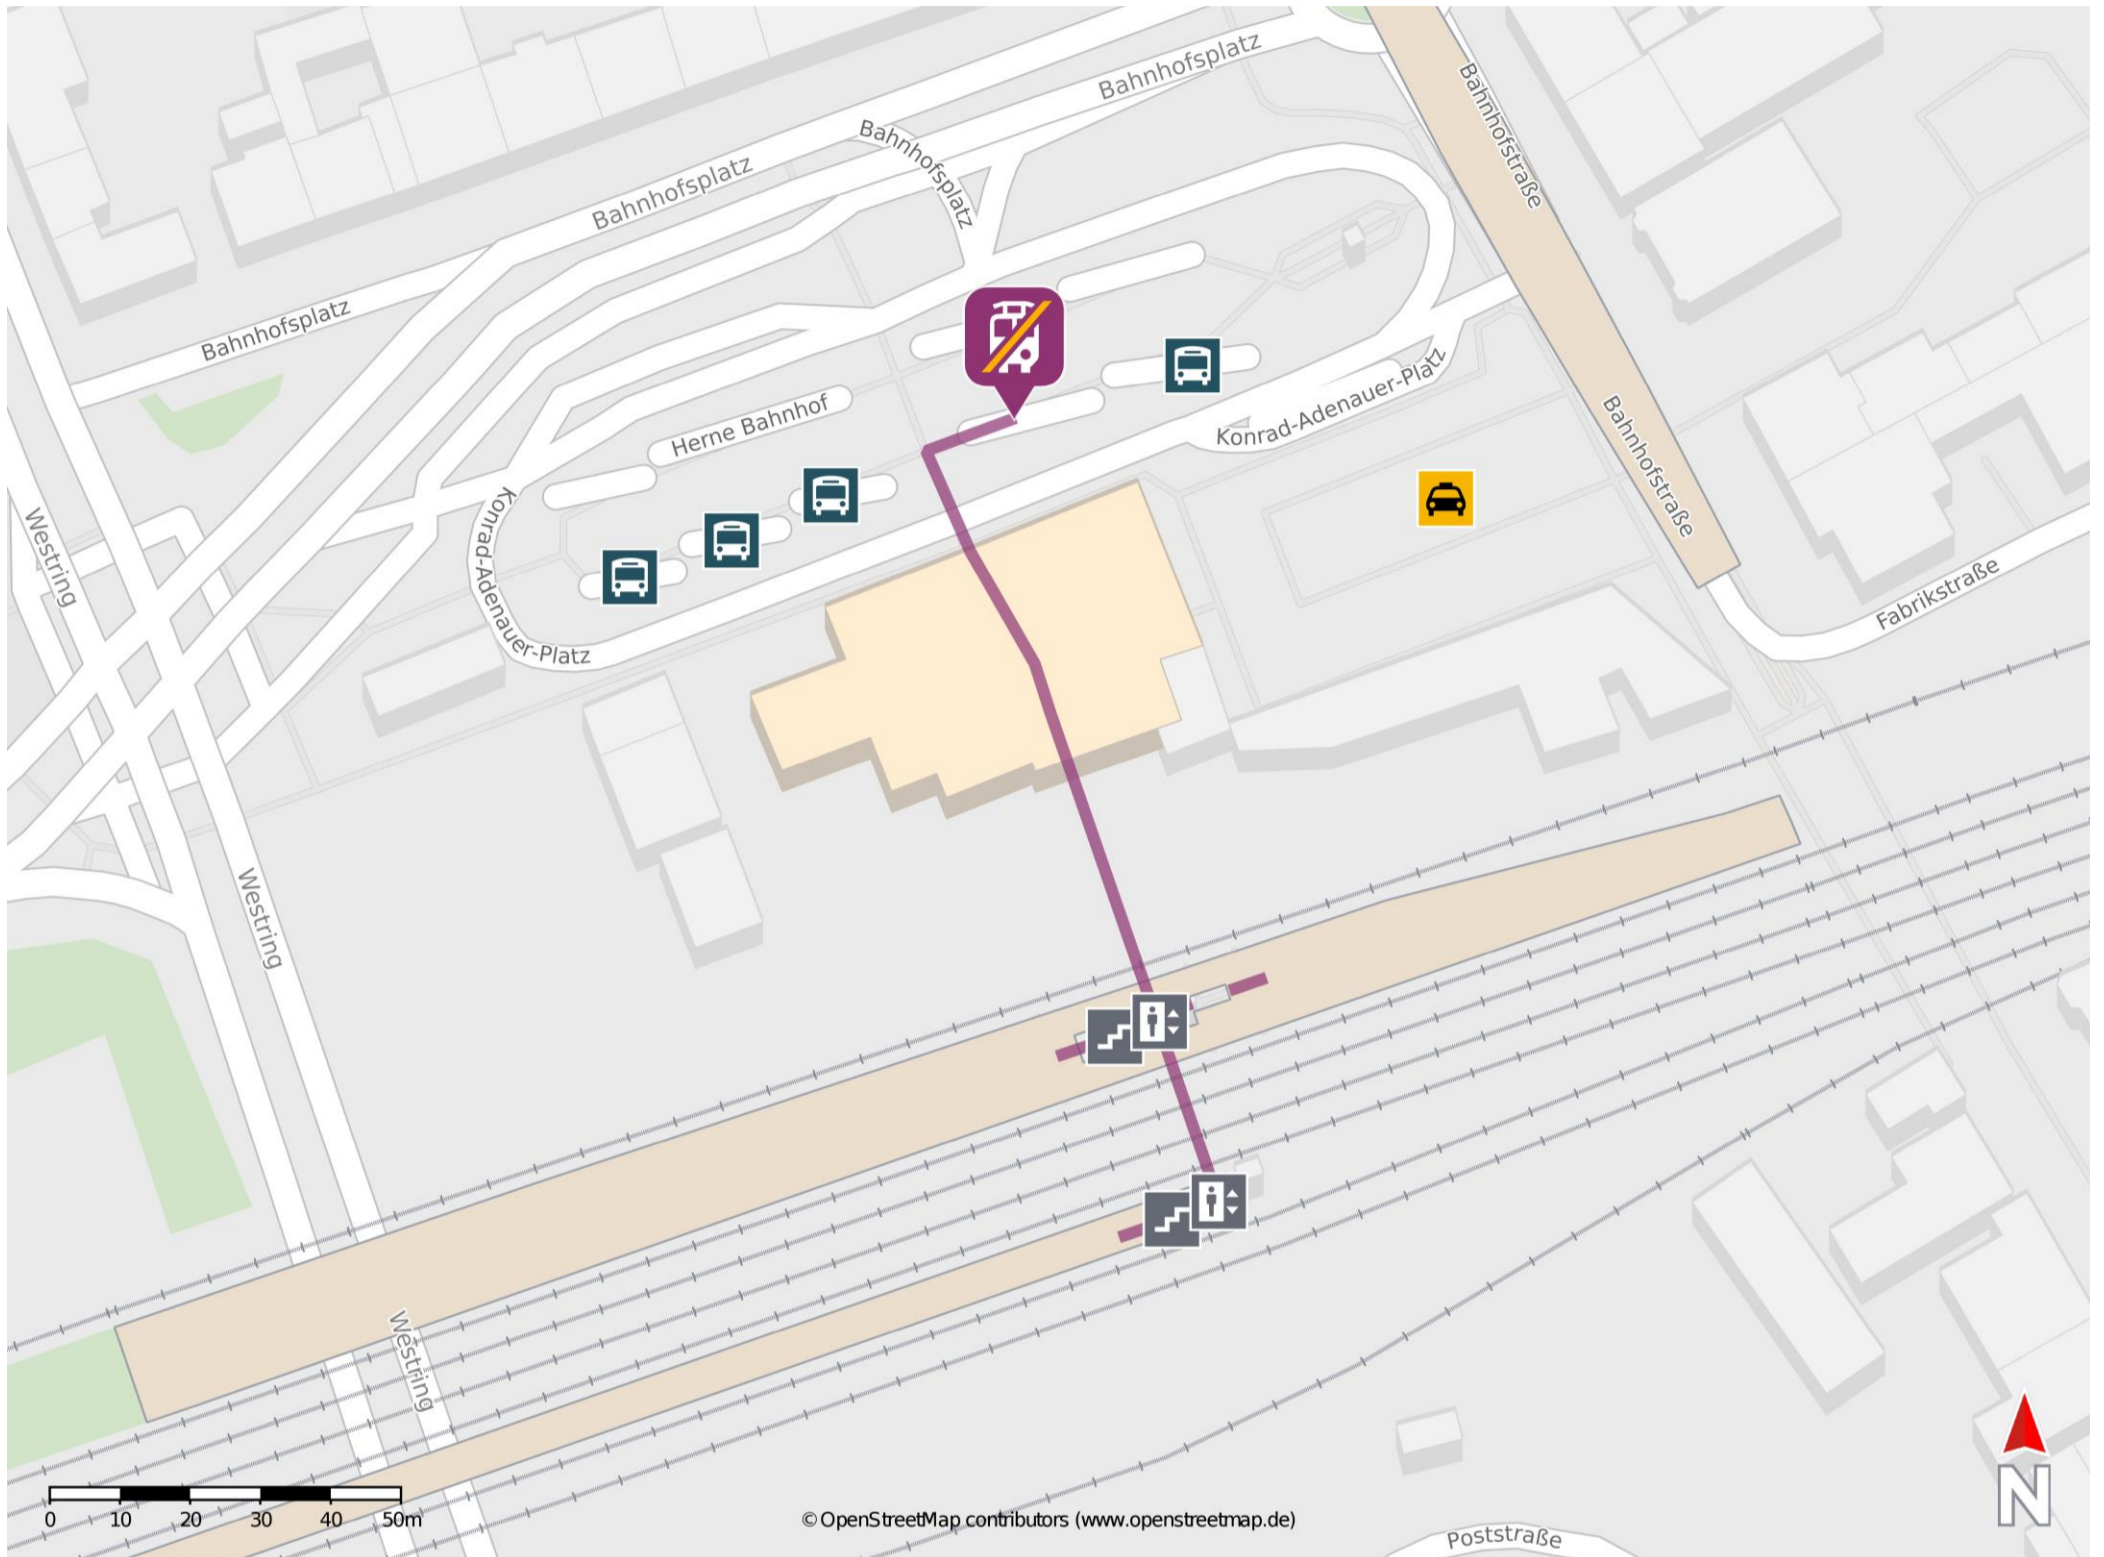 Bahnhofsplatz
Bahnhofstraße
Bahnhofsplatz
Bahnhofsplatz
Bahnhofsplatz
Konrad-Adenauer-Platz
Herne Bahnhof
Bahnhofstraße
Westring
Konrad-Adenauer-Platz
Fabrikstraße
Westring
Westring
N
0 10 20 30 40 50m
© OpenStreetMap contributors (www.openstreetmap.de)
Poststraße